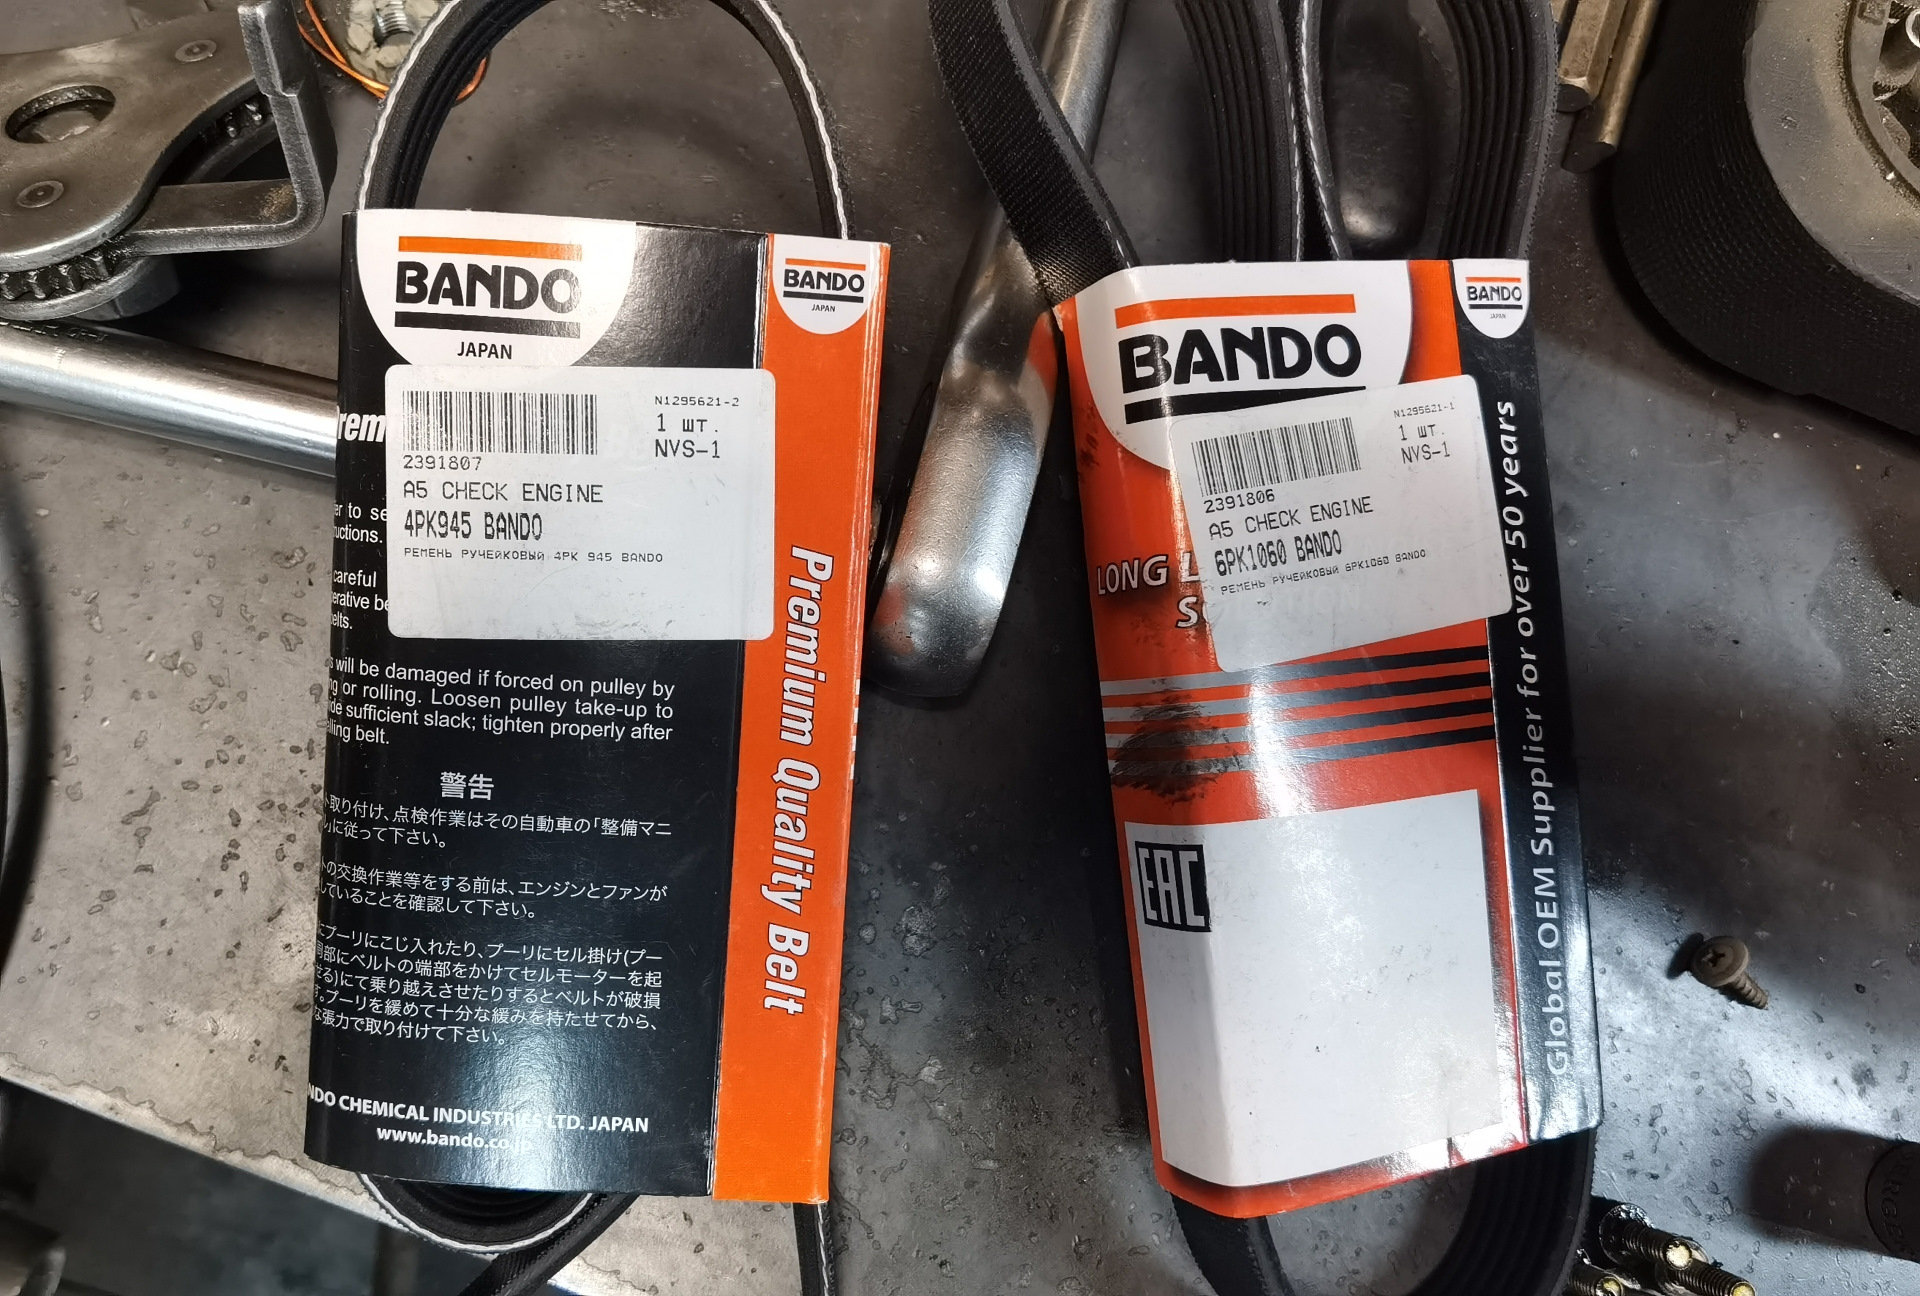 BANDO
JAPAN
BANDO
JAPAN
N1295621-2
1 шт.
NVS-1
2391807
A5 CHECK ENGINE
4PK945 BANDO
РЕМЕНЬ РУЧЕЙКОВЫЙ 4PK 945 BANDO
to
careful
will be damaged if forced on pulley by
or rolling. Loosen pulley take-up to
sufficient slack; tighten properly after
belt.
警告
取り付け、点検作業はその自動車の「整備マニ
」に従って下さい。
の交換作業等をする前は、エンジンとファンが
していることを確認して下さい。
プーリにこじ入れたり、プーリにセル掛け(プー
部にベルトの端部をかけてセルモーターを起
る)にて乗り越えさせたりするとベルトが破損
。プーリを緩めて十分な緩みを持たせてから、
な張力で取り付けて下さい。
NDO CHEMICAL INDUSTRIES LTD. JAPAN
www.bando.co.jp
Premium Quality Belt
BANDO
BANDO
JAPAN
N1295621-1
1 шт.
NVS-1
2391806
A5 CHECK ENGINE
6PK1060 BANDO
РЕМЕНЬ РУЧЕЙКОВЫЙ 6PK1060 BANDO
LONG
EAC
Global OEM Supplier for over 50 years